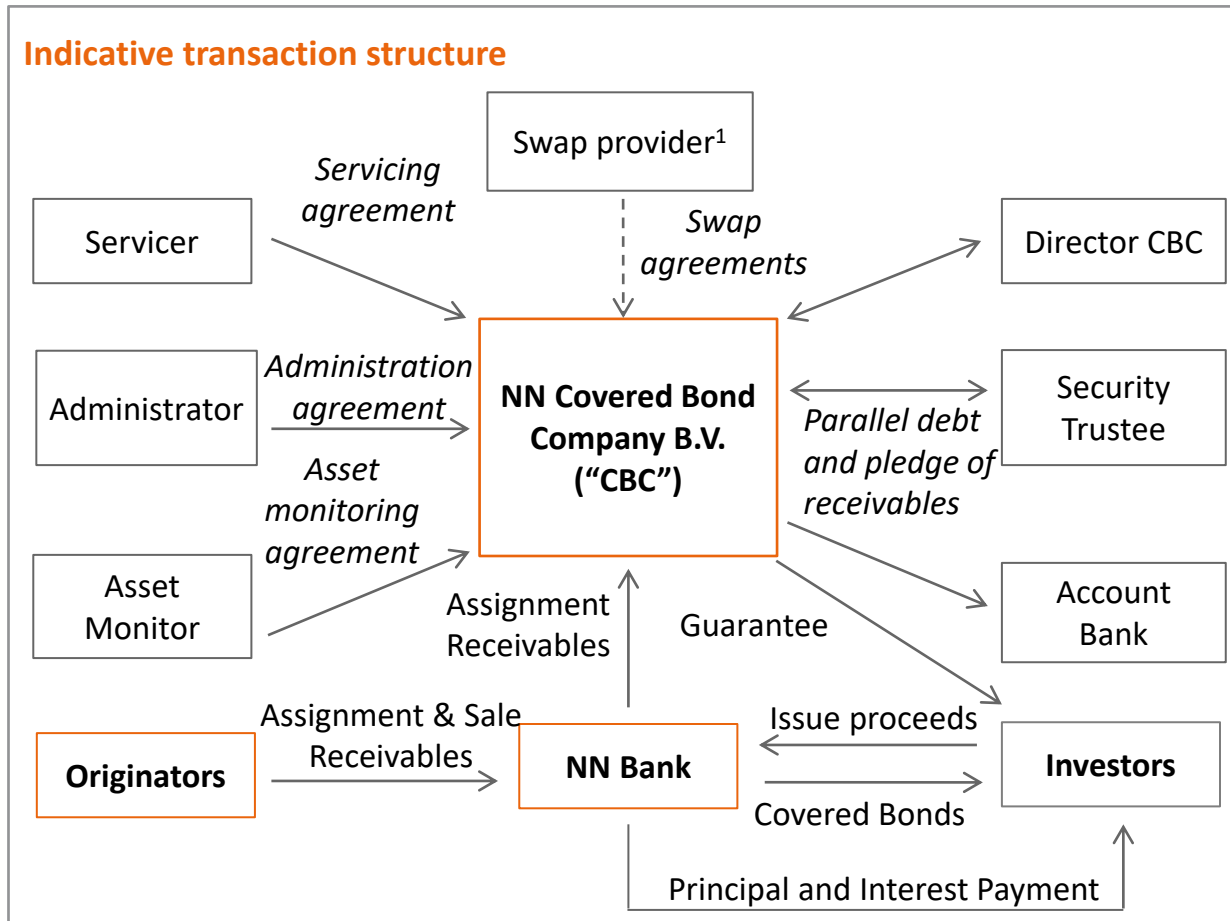 Indicative transaction structure
Swap provider¹
Servicing
agreement
Servicer
Swap
agreements
Director CBC
Administrator
Administration
agreement
NN Covered Bond
Company B.V.
(“CBC”)
Security
Trustee
Parallel debt
and pledge of
receivables
Asset
monitoring
agreement
Asset
Monitor
Assignment
Receivables
Guarantee
Account
Bank
Originators
Assignment & Sale
Receivables
NN Bank
Issue proceeds
Covered Bonds
Investors
Principal and Interest Payment